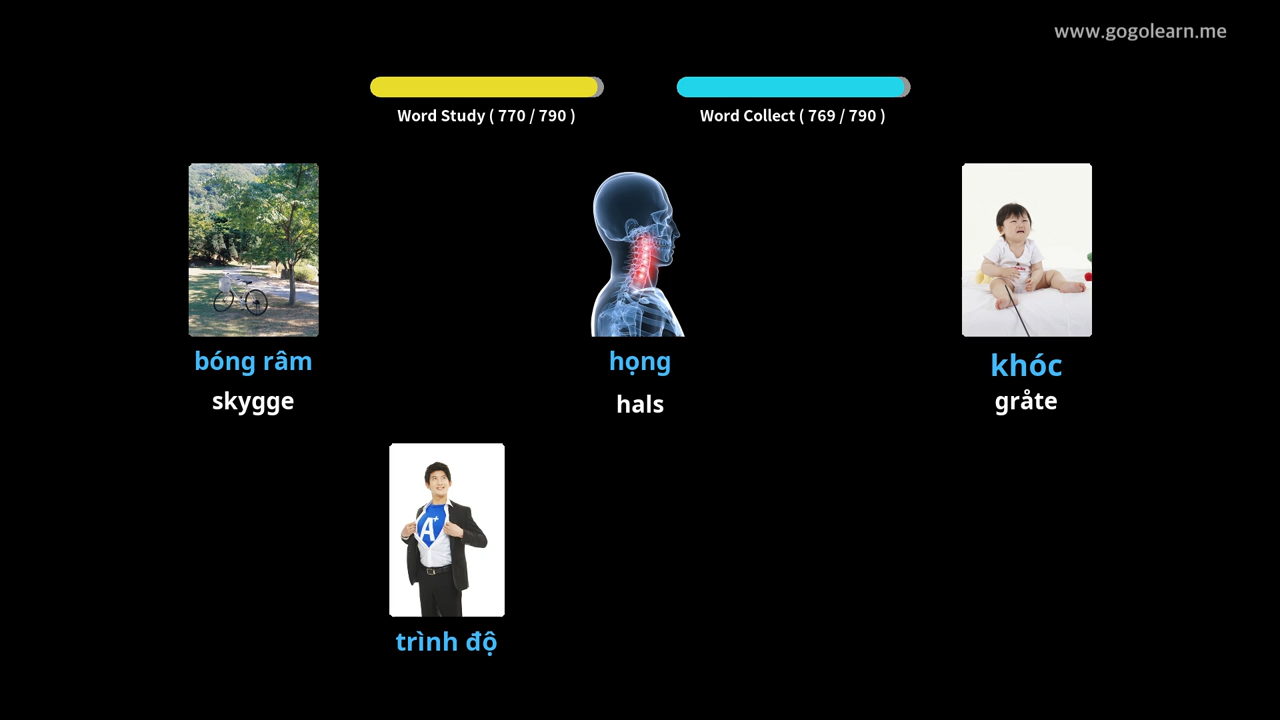 www.gogolearn.me
Word Study ( 770 / 790 )
Word Collect ( 769 / 790 )
bóng râm
skygge
họng
hals
khóc
gråte
A+
trình độ